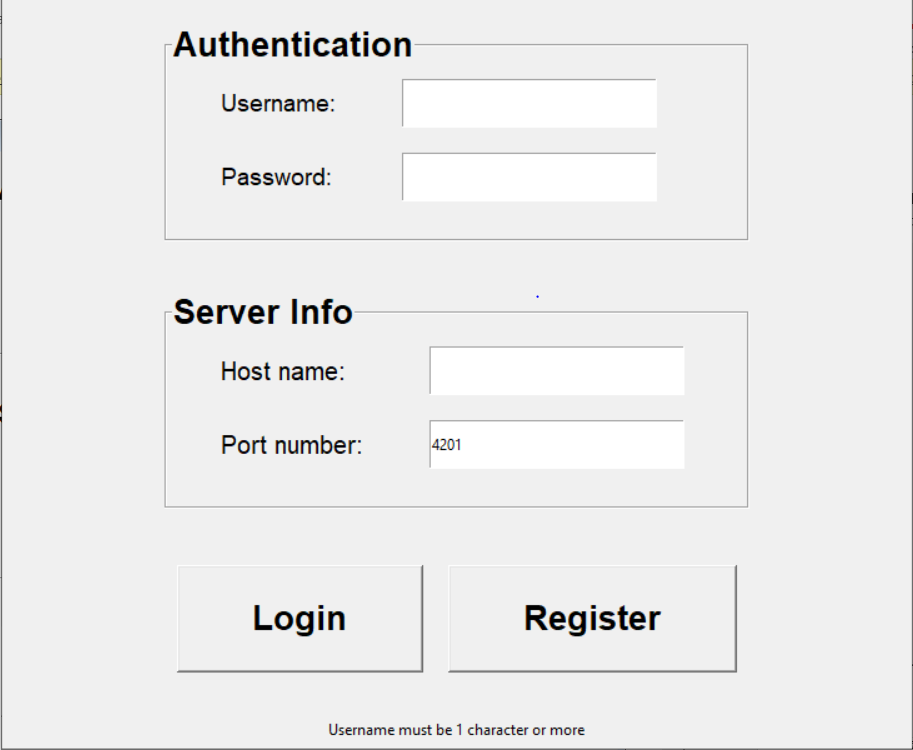 Authentication
Username:
Password:
Server Info
Host name:
Port number: 4201
Login Register
Username must be 1 character or more